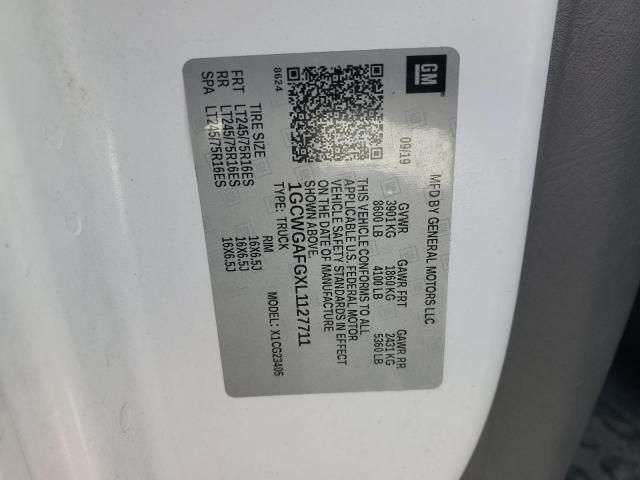 GM
MFD BY GENERAL MOTORS LLC
09/19
GVWR GAWR FRT GAWR RR
3901 KG 1860 KG 2431 KG
8600 LB 4100 LB 5360 LB
THIS VEHICLE CONFORMS TO ALL
APPLICABLE U.S. FEDERAL MOTOR
VEHICLE SAFETY STANDARDS IN EFFECT
ON THE DATE OF MANUFACTURE
SHOWN ABOVE.
1GCWGAFGXL1127711
TYPE: TRUCK MODEL: X1CG23405
8624
TIRE SIZE RIM
FRT LT245/75R16ES 16X6.5J
RR LT245/75R16ES 16X6.5J
SPA LT245/75R16ES 16X6.5J